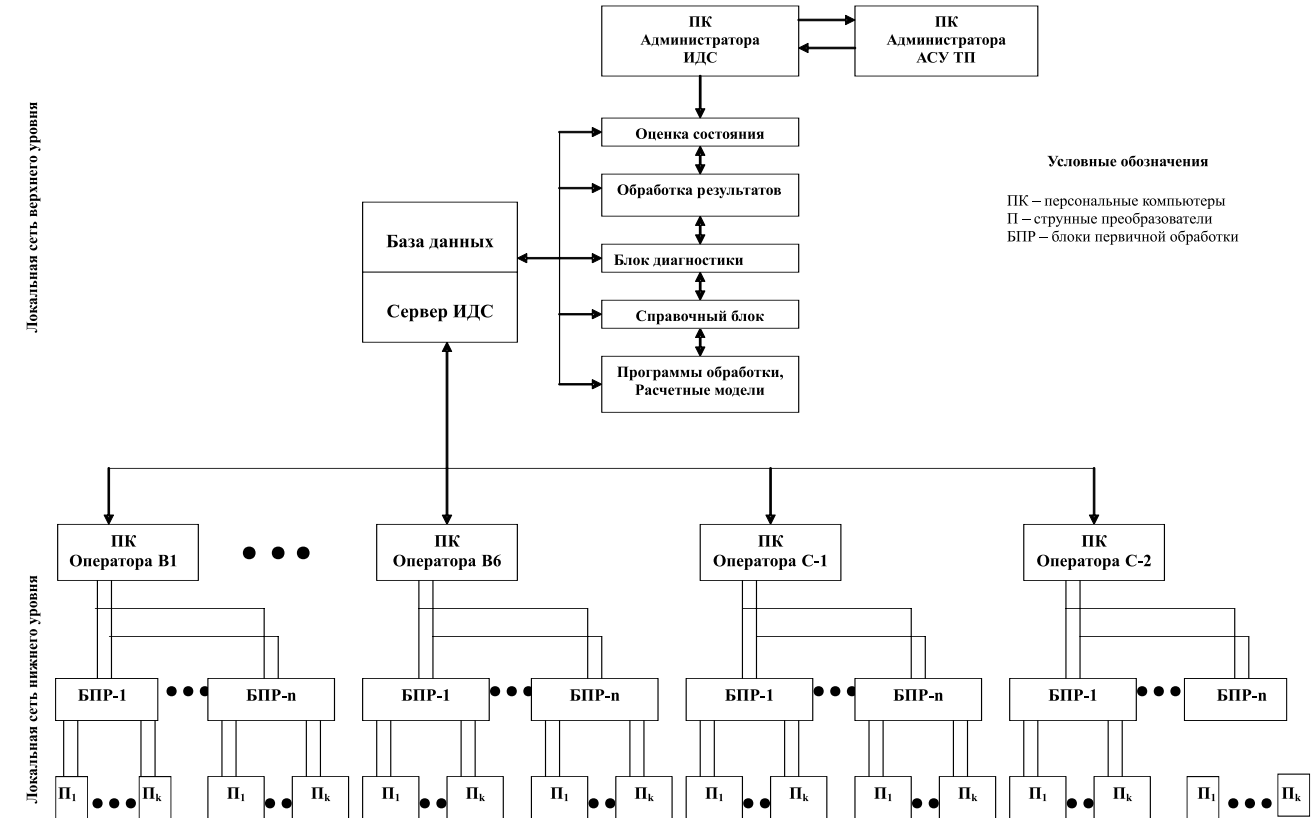 ПК
Администратора
ИДС
ПК
Администратора
АСУ ТП
Локальная сеть верхнего уровня
Оценка состояния
Обработка результатов
Блок диагностики
Справочный блок
Программы обработки,
Расчетные модели
База данных
Сервер ИДС
Условные обозначения
ПК – персональные компьютеры
П – струнные преобразователи
БПР – блоки первичной обработки
Локальная сеть нижнего уровня
ПК
Оператора В1
ПК
Оператора В6
ПК
Оператора С-1
ПК
Оператора С-2
БПР-1
БПР-n
БПР-1
БПР-n
БПР-1
БПР-n
БПР-1
БПР-n
П1
Пk
П1
Пk
П1
Пk
П1
Пk
П1
Пk
П1
Пk
П1
Пk
П1
Пk